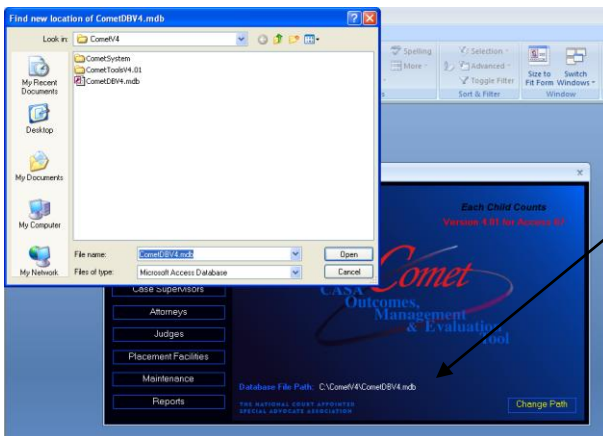 Find new location of CometDBV4.mdb
Look in: CometV4
CometSystem
CometToolsV4.01
CometDBV4.mdb
My Recent Documents
Desktop
My Documents
My Computer
My Network
File name: CometDBV4.mdb
Files of type: Microsoft Access Database
Open
Cancel
Spelling
More
Selection
Advanced
Toggle Filter
Sort & Filter
Size to Fit Form
Switch Windows
Window
Each Child Counts
Version 4.01 for Access 07
Comet
CASA
Outcomes,
Management
& Evaluation
Tool
Case Supervisors
Attorneys
Judges
Placement Facilities
Maintenance
Reports
Database File Path: C:\CometV4\CometDBV4.mdb
THE NATIONAL COURT APPOINTED
SPECIAL ADVOCATE ASSOCIATION
Change Path